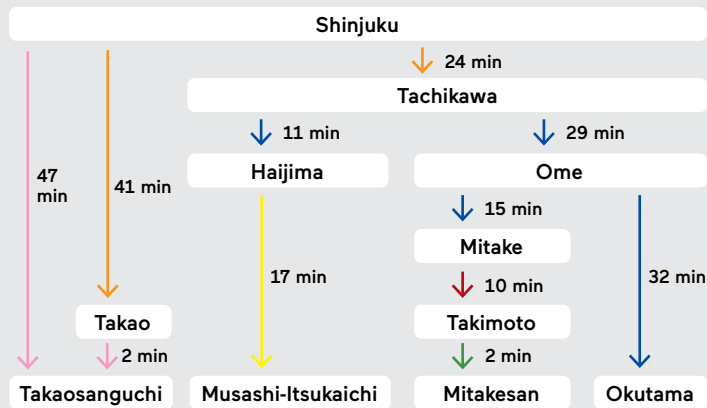 Shinjuku
24 min
Tachikawa
11 min
29 min
Haijima
Ome
47
min
41 min
15 min
Mitake
17 min
10 min
32 min
Takao
Takimoto
2 min
2 min
Takaosanguchi
Musashi-Itsukaichi
Mitakesan
Okutama